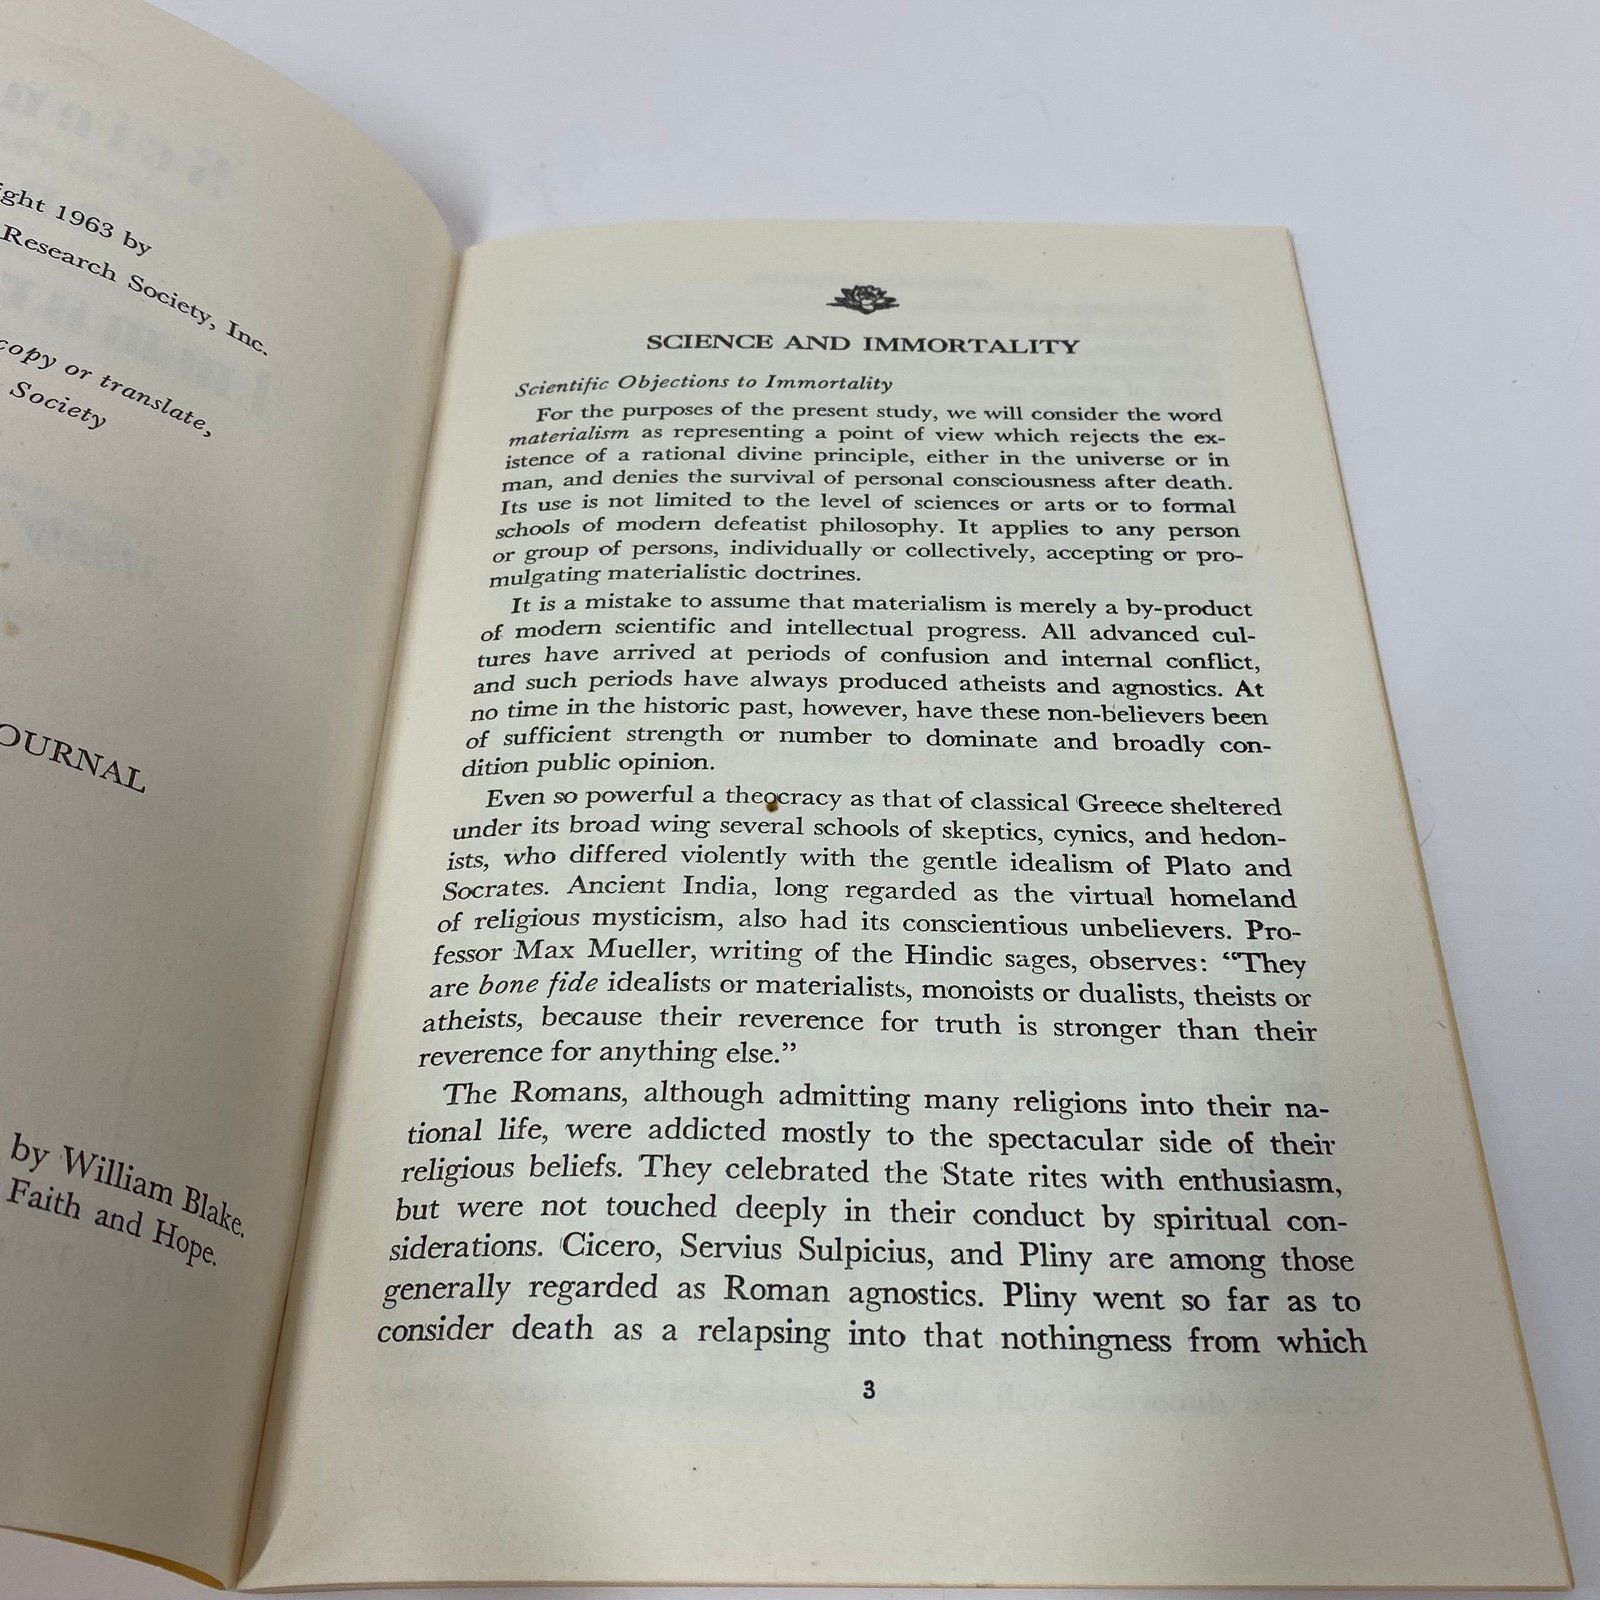 ight 1963 by
Research Society, Inc.
copy or translate,
Society
OURNAL
by William Blake.
Faith and Hope.
SCIENCE AND IMMORTALITY
Scientific Objections to Immortality
For the purposes of the present study, we will consider the word
materialism as representing a point of view which rejects the ex-
istence of a rational divine principle, either in the universe or in
man, and denies the survival of personal consciousness after death.
Its use is not limited to the level of sciences or arts or to formal
schools of modern defeatist philosophy. It applies to any person
or group of persons, individually or collectively, accepting or pro-
mulgating materialistic doctrines.
It is a mistake to assume that materialism is merely a by-product
of modern scientific and intellectual progress. All advanced cul-
tures have arrived at periods of confusion and internal conflict,
and such periods have always produced atheists and agnostics. At
no time in the historic past, however, have these non-believers been
of sufficient strength or number to dominate and broadly con-
dition public opinion.
Even so powerful a theocracy as that of classical Greece sheltered
under its broad wing several schools of skeptics, cynics, and hedon-
ists, who differed violently with the gentle idealism of Plato and
Socrates. Ancient India, long regarded as the virtual homeland
of religious mysticism, also had its conscientious unbelievers. Pro-
fessor Max Mueller, writing of the Hindic sages, observes: “They
are bone fide idealists or materialists, monoists or dualists, theists or
atheists, because their reverence for truth is stronger than their
reverence for anything else.”
The Romans, although admitting many religions into their na-
tional life, were addicted mostly to the spectacular side of their
religious beliefs. They celebrated the State rites with enthusiasm,
but were not touched deeply in their conduct by spiritual con-
siderations. Cicero, Servius Sulpicius, and Pliny are among those
generally regarded as Roman agnostics. Pliny went so far as to
consider death as a relapsing into that nothingness from which
3